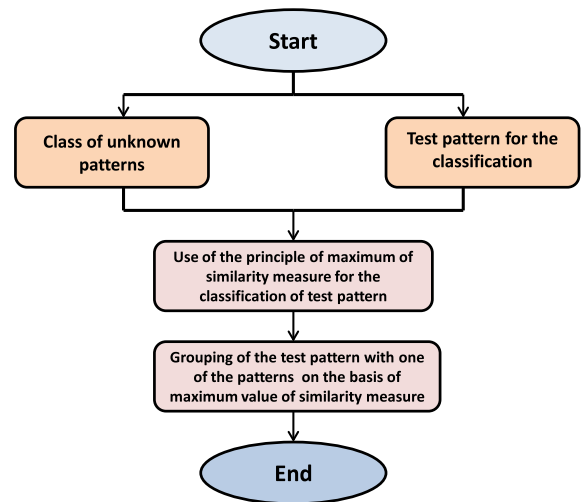 Start
Class of unknown
patterns
Test pattern for the
classification
Use of the principle of maximum of
similarity measure for the
classification of test pattern
Grouping of the test pattern with one
of the patterns on the basis of
maximum value of similarity measure
End